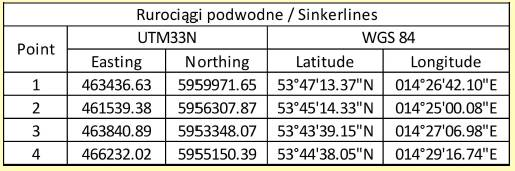 Rurociągi podwodne / Sinkerlines
Point UTM33N WGS 84
Easting Northing Latitude Longitude
1 463436.63 5959971.65 53°47'13.37"N 014°26'42.10"E
2 461539.38 5956307.87 53°45'14.33"N 014°25'00.08"E
3 463840.89 5953348.07 53°43'39.15"N 014°27'06.98"E
4 466232.02 5955150.39 53°44'38.05"N 014°29'16.74"E